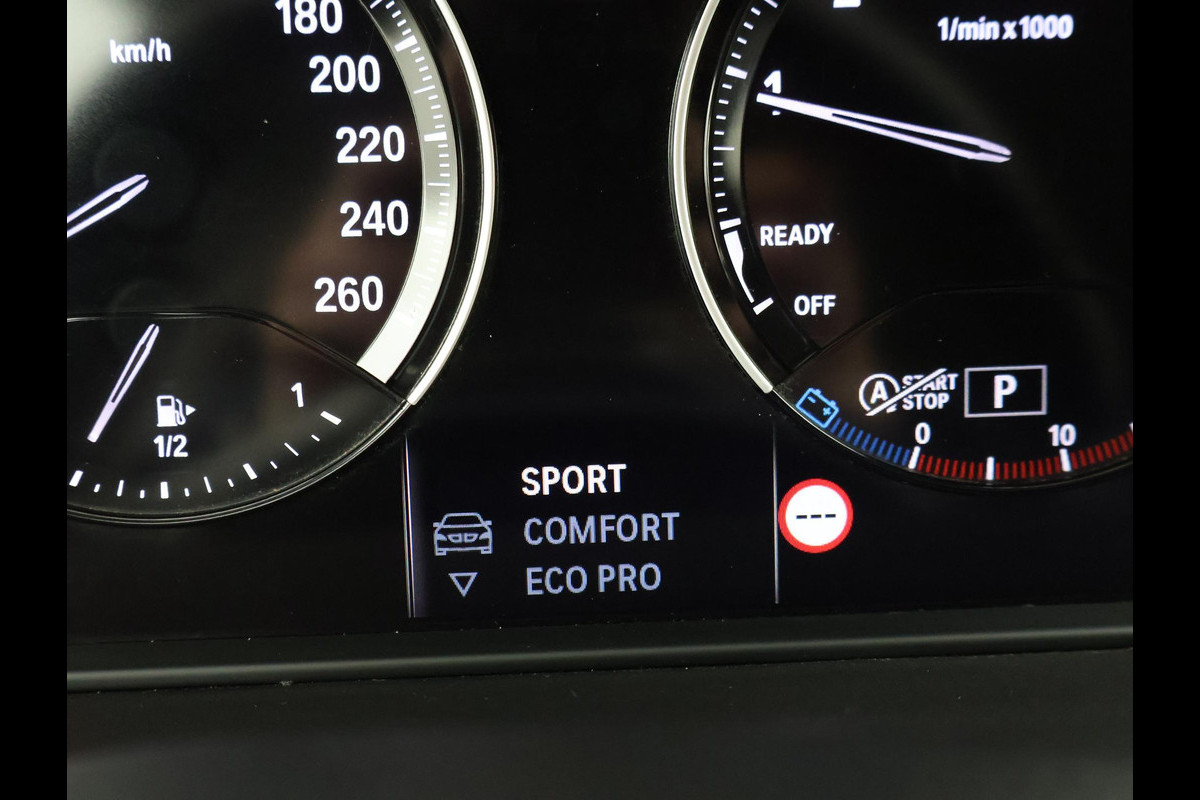 km/h
180
200
220
240
260
1/2
1
1/min x 1000
1
READY
OFF
A
START
STOP
P
0
10
SPORT
COMFORT
ECO PRO
---